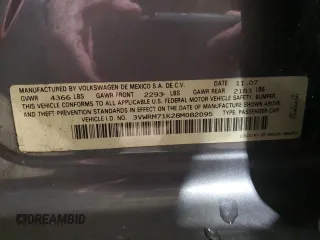 MANUFACTURED BY VOLKSWAGEN DE MEXICO S.A. DE C.V. DATE 11.07
GVWR 4366 LBS GAWR FRONT 2293 LBS GAWR REAR 2183 LBS
THIS VEHICLE CONFORMS TO ALL APPLICABLE U.S. FEDERAL MOTOR VEHICLE SAFETY, BUMPER,
AND THEFT PREVENTION STANDARDS IN EFFECT ON THE DATE OF MANUFACTURE SHOWN ABOVE.
VEHICLE I.D.: 3VWRM71K28M082095 TYPE: PASSENGER CAR
© DREAMBID